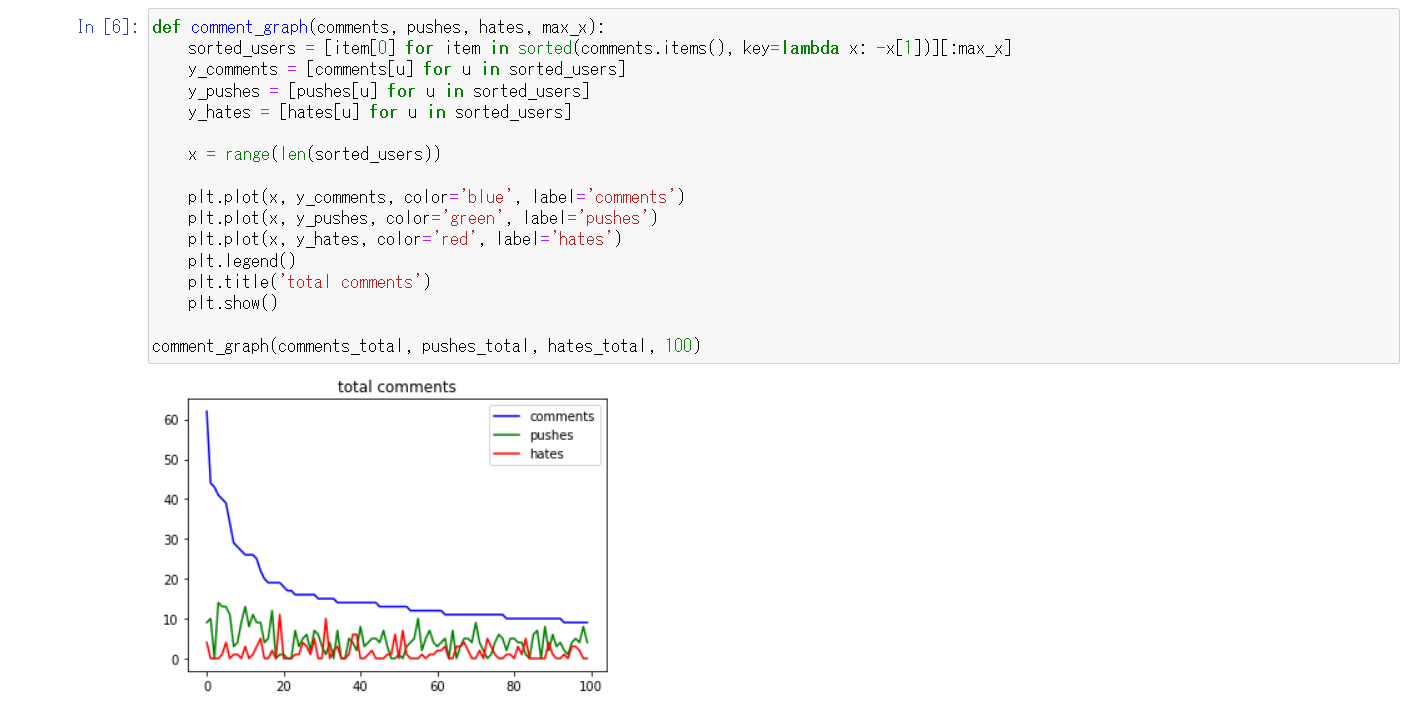 In [6]: def comment_graph(comments, pushes, hates, max_x):
    sorted_users = [item[0] for item in sorted(comments.items(), key=lambda x: -x[1])][:max_x]
    y_comments = [comments[u] for u in sorted_users]
    y_pushes = [pushes[u] for u in sorted_users]
    y_hates = [hates[u] for u in sorted_users]
    x = range(len(sorted_users))
    plt.plot(x, y_comments, color='blue', label='comments')
    plt.plot(x, y_pushes, color='green', label='pushes')
    plt.plot(x, y_hates, color='red', label='hates')
    plt.legend()
    plt.title('total comments')
    plt.show()
comment_graph(comments_total, pushes_total, hates_total, 100)
total comments
comments
pushes
hates
60
50
40
30
20
10
0
0 20 40 60 80 100